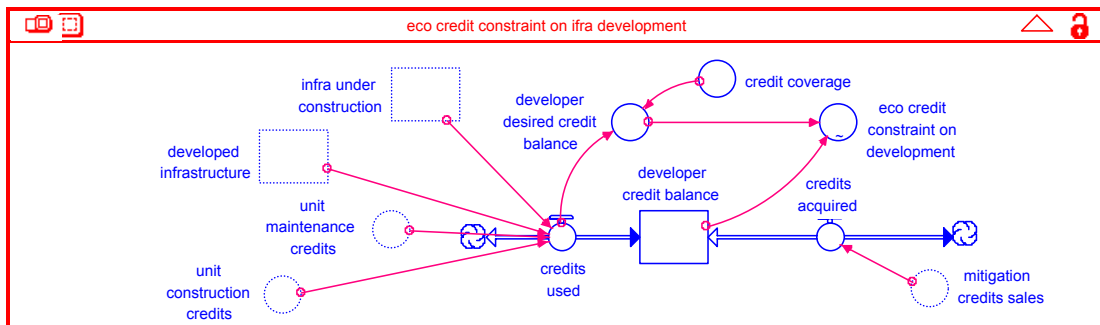 eco credit constraint on ifra development
infra under
construction
developer
desired credit
balance
credit coverage
eco credit
constraint on
development
developed
infrastructure
developer
credit balance
credits
acquired
unit
maintenance
credits
credits
used
unit
construction
credits
mitigation
credits sales
~